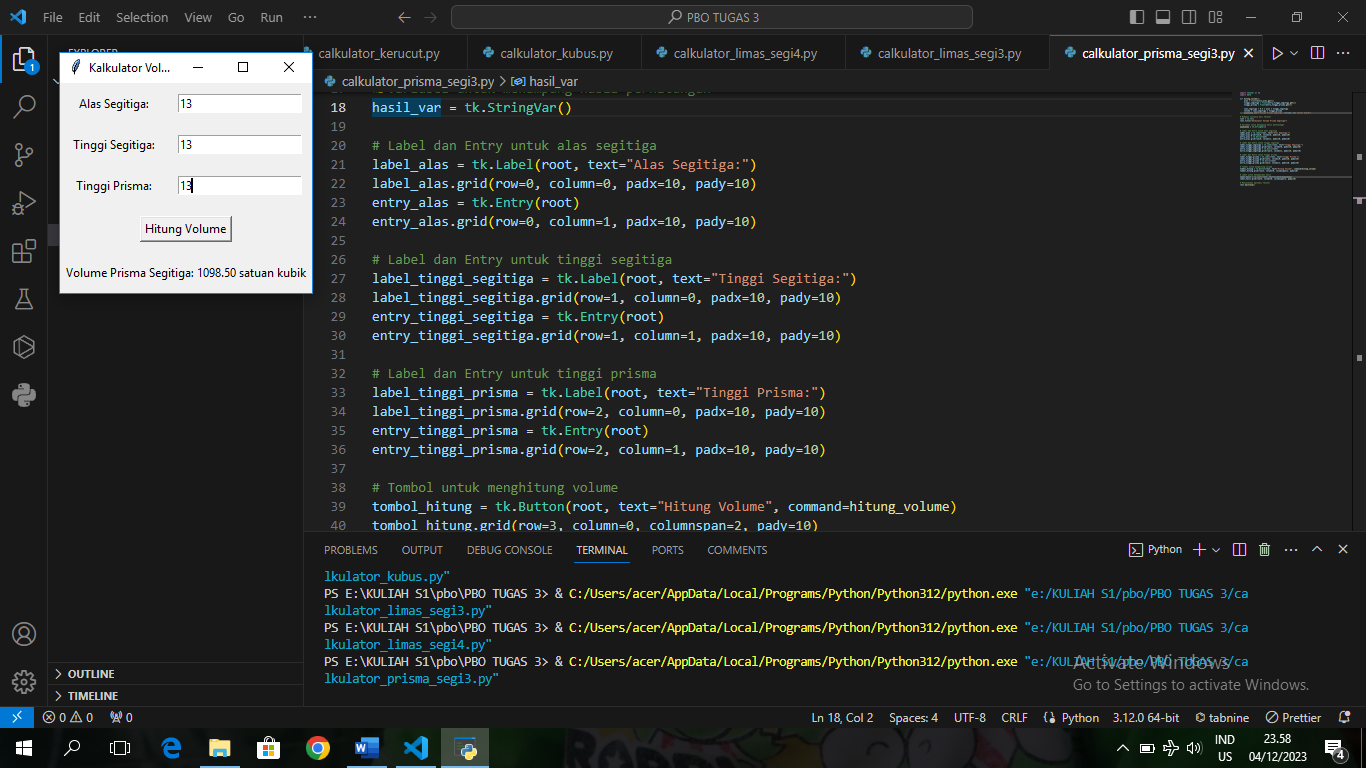 File Edit Selection View Go Run ···
PBO TUGAS 3
calkulator_kerucut.py
calkulator_kubus.py
calkulator_limas_segi4.py
calkulator_limas_segi3.py
calkulator_prisma_segi3.py
calkulator_prisma_segi3.py > hasil_var
1
Kalkulator Vol...
Alas Segitiga: 13
Tinggi Segitiga: 13
Tinggi Prisma: 13
Hitung Volume
Volume Prisma Segitiga: 1098.50 satuan kubik
18 hasil_var = tk.StringVar()
19
20 # Label dan Entry untuk alas segitiga
21 label_alas = tk.Label(root, text="Alas Segitiga:")
22 label_alas.grid(row=0, column=0, padx=10, pady=10)
23 entry_alas = tk.Entry(root)
24 entry_alas.grid(row=0, column=1, padx=10, pady=10)
25
26 # Label dan Entry untuk tinggi segitiga
27 label_tinggi_segitiga = tk.Label(root, text="Tinggi Segitiga:")
28 label_tinggi_segitiga.grid(row=1, column=0, padx=10, pady=10)
29 entry_tinggi_segitiga = tk.Entry(root)
30 entry_tinggi_segitiga.grid(row=1, column=1, padx=10, pady=10)
31
32 # Label dan Entry untuk tinggi prisma
33 label_tinggi_prisma = tk.Label(root, text="Tinggi Prisma:")
34 label_tinggi_prisma.grid(row=2, column=0, padx=10, pady=10)
35 entry_tinggi_prisma = tk.Entry(root)
36 entry_tinggi_prisma.grid(row=2, column=1, padx=10, pady=10)
37
38 # Tombol untuk menghitung volume
39 tombol_hitung = tk.Button(root, text="Hitung Volume", command=hitung_volume)
40 tombol_hitung.grid(row=3, column=0, columnspan=2, pady=10)
PROBLEMS OUTPUT DEBUG CONSOLE TERMINAL PORTS COMMENTS
Python
lkulator_kubus.py"
PS E:\KULIAH S1\pbo\PBO TUGAS 3> & C:/Users/acer/AppData/Local/Programs/Python/Python312/python.exe "e:/KULIAH S1/pbo/PBO TUGAS 3/ca
lkulator_limas_segi3.py"
PS E:\KULIAH S1\pbo\PBO TUGAS 3> & C:/Users/acer/AppData/Local/Programs/Python/Python312/python.exe "e:/KULIAH S1/pbo/PBO TUGAS 3/ca
lkulator_limas_segi4.py"
PS E:\KULIAH S1\pbo\PBO TUGAS 3> & C:/Users/acer/AppData/Local/Programs/Python/Python312/python.exe "e:/KULIAH S1/pbo/PBO TUGAS 3/ca
lkulator_prisma_segi3.py"
Activate Windows
Go to Settings to activate Windows.
OUTLINE
TIMELINE
0 0 0
Ln 18, Col 2 Spaces: 4 UTF-8 CRLF Python 3.12.0 64-bit tabnine Prettier
IND
US
23.58
04/12/2023
4